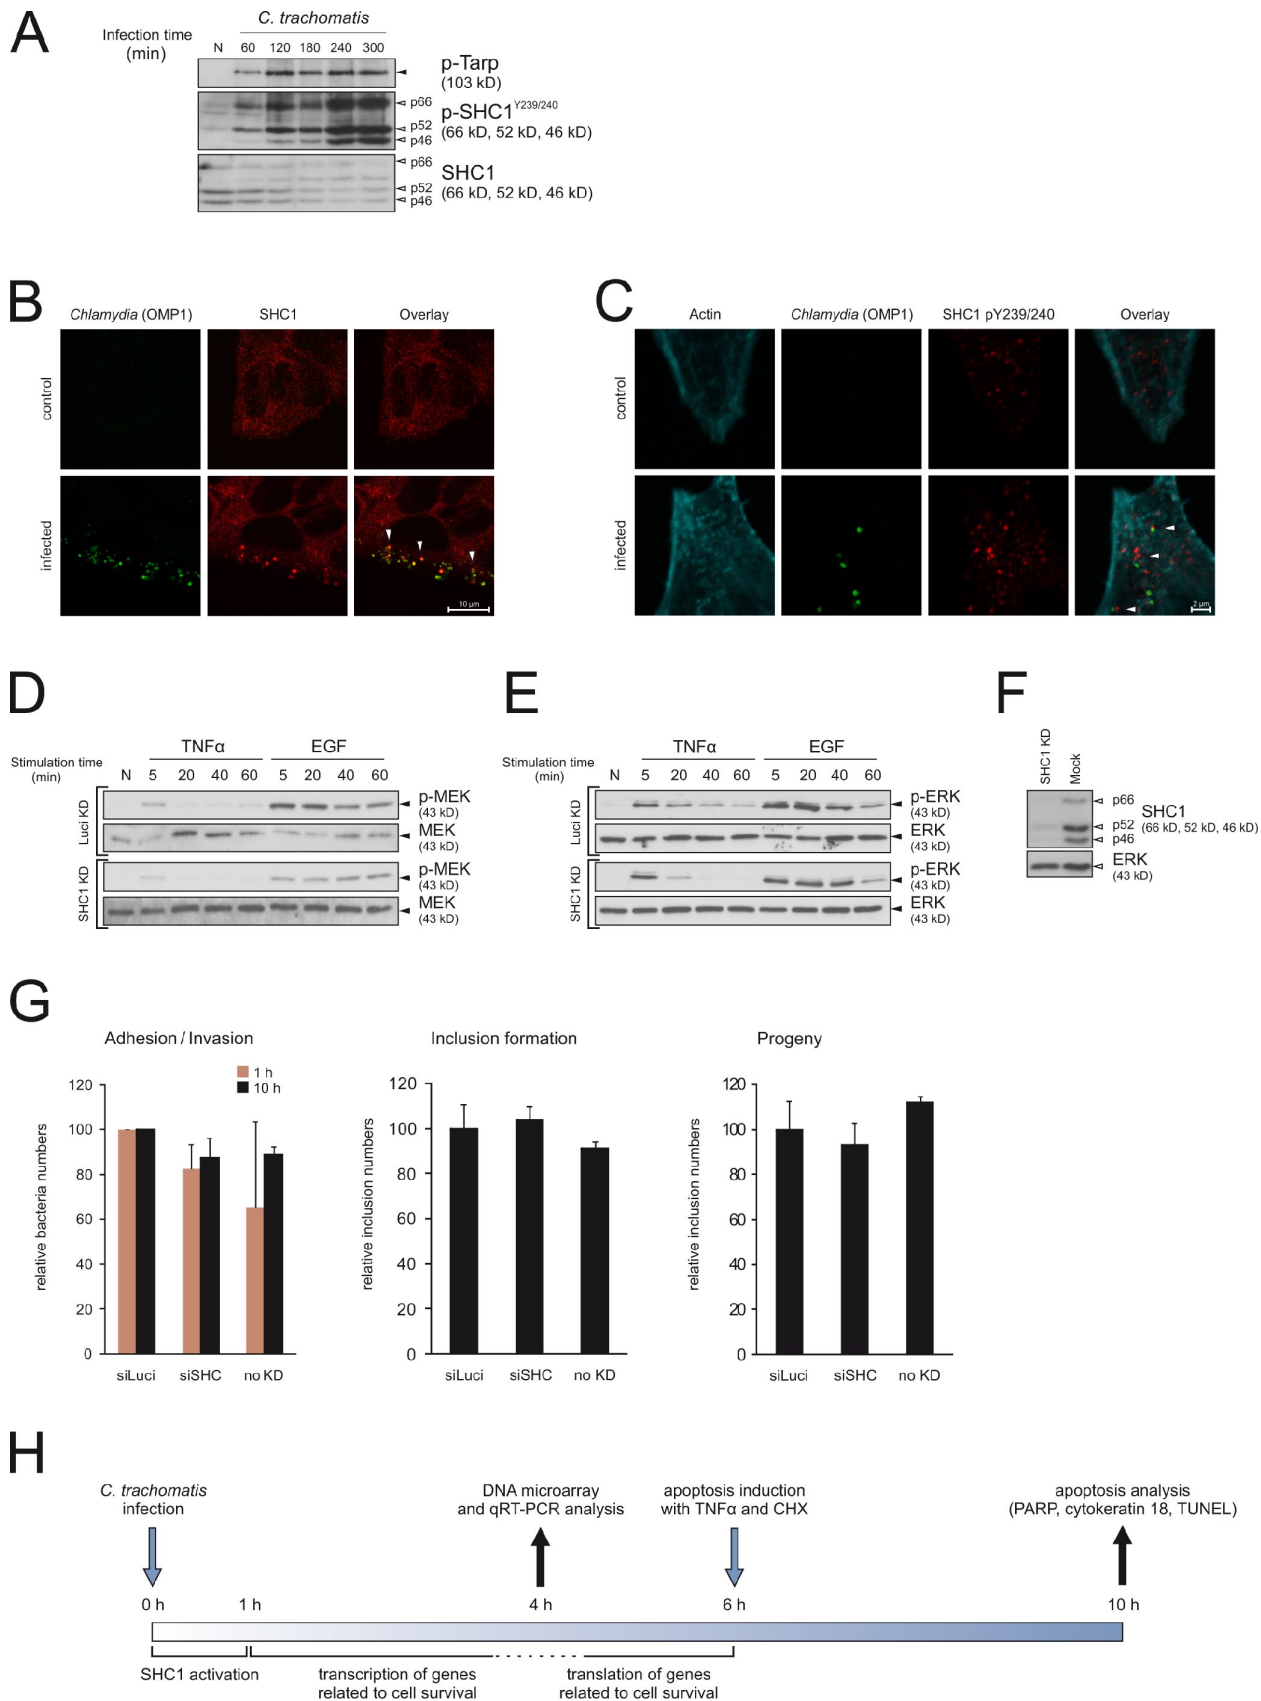 A
Infection time
(min)
C. trachomatis
N 60 120 180 240 300
p-Tarp
(103 kD)
p66
p52
p46
p-SHC1Y239/240
(66 kD, 52 kD, 46 kD)
p66
p52
p46
SHC1
(66 kD, 52 kD, 46 kD)
B
Chlamydia (OMP1) SHC1 Overlay
control
infected
10 µm
C
Actin Chlamydia (OMP1) SHC1 pY239/240 Overlay
control
infected
2 µm
D
Stimulation time
(min)
TNFα EGF
N 5 20 40 60 5 20 40 60
Luci KD
p-MEK
(43 kD)
MEK
(43 kD)
SHC1 KD
p-MEK
(43 kD)
MEK
(43 kD)
E
Stimulation time
(min)
TNFα EGF
N 5 20 40 60 5 20 40 60
Luci KD
p-ERK
(43 kD)
ERK
(43 kD)
SHC1 KD
p-ERK
(43 kD)
ERK
(43 kD)
F
SHC1 KD
Mock
p66
p52
p46
SHC1
(66 kD, 52 kD, 46 kD)
ERK
(43 kD)
G
Adhesion / Invasion
1 h
10 h
relative bacteria numbers
120
100
80
60
40
20
0
siLuci siSHC no KD
Inclusion formation
relative inclusion numbers
120
100
80
60
40
20
0
siLuci siSHC no KD
Progeny
relative inclusion numbers
120
100
80
60
40
20
0
siLuci siSHC no KD
H
C. trachomatis
infection
DNA microarray
and qRT-PCR analysis
apoptosis induction
with TNFα and CHX
apoptosis analysis
(PARP, cytokeratin 18, TUNEL)
0 h 1 h 4 h 6 h 10 h
SHC1 activation
transcription of genes
related to cell survival
translation of genes
related to cell survival